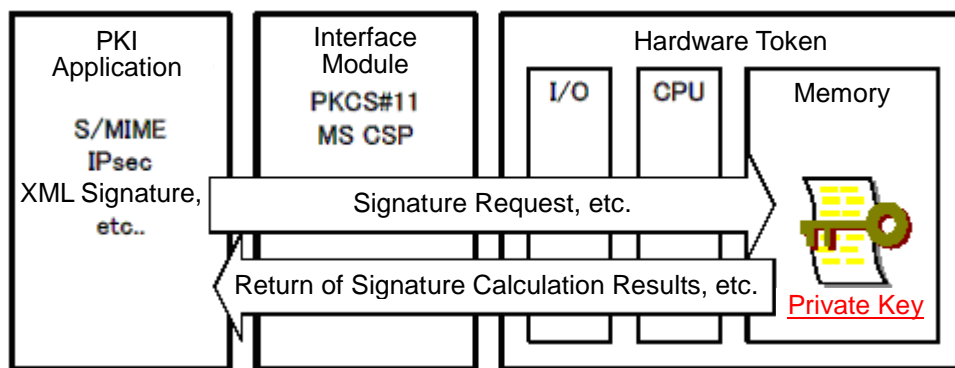 PKI
Application
S/MIME
IPsec
XML Signature,
etc..
Interface
Module
PKCS#11
MS CSP
Hardware Token
I/O
CPU
Memory
Signature Request, etc.
Return of Signature Calculation Results, etc.
Private Key